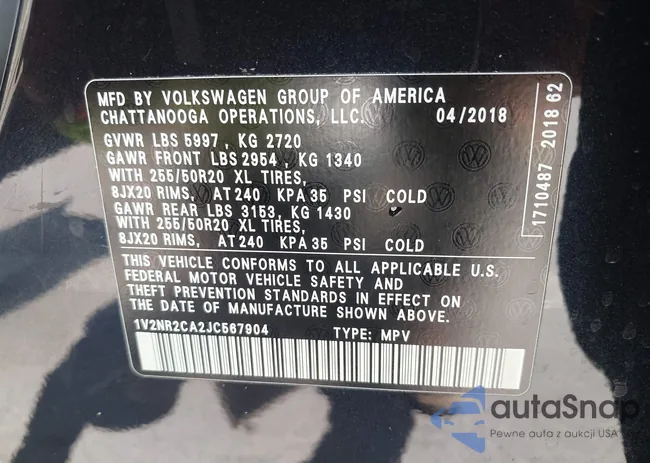 MFD BY VOLKSWAGEN GROUP OF AMERICA
CHATTANOOGA OPERATIONS, LLC. 04/2018
GVWR LBS 5997 , KG 2720
GAWR FRONT LBS 2954 , KG 1340
WITH 255/50R20 XL TIRES,
8JX20 RIMS, AT 240 KPA 35 PSI COLD
GAWR REAR LBS 3153, KG 1430
WITH 255/50R20 XL TIRES,
8JX20 RIMS, AT 240 KPA 35 PSI COLD
THIS VEHICLE CONFORMS TO ALL APPLICABLE U.S.
FEDERAL MOTOR VEHICLE SAFETY AND
THEFT PREVENTION STANDARDS IN EFFECT ON
THE DATE OF MANUFACTURE SHOWN ABOVE.
1V2NR2CA2JC567904 TYPE: MPV
1710487 2018 62
autaSnap
Pewne auta z aukcji USA